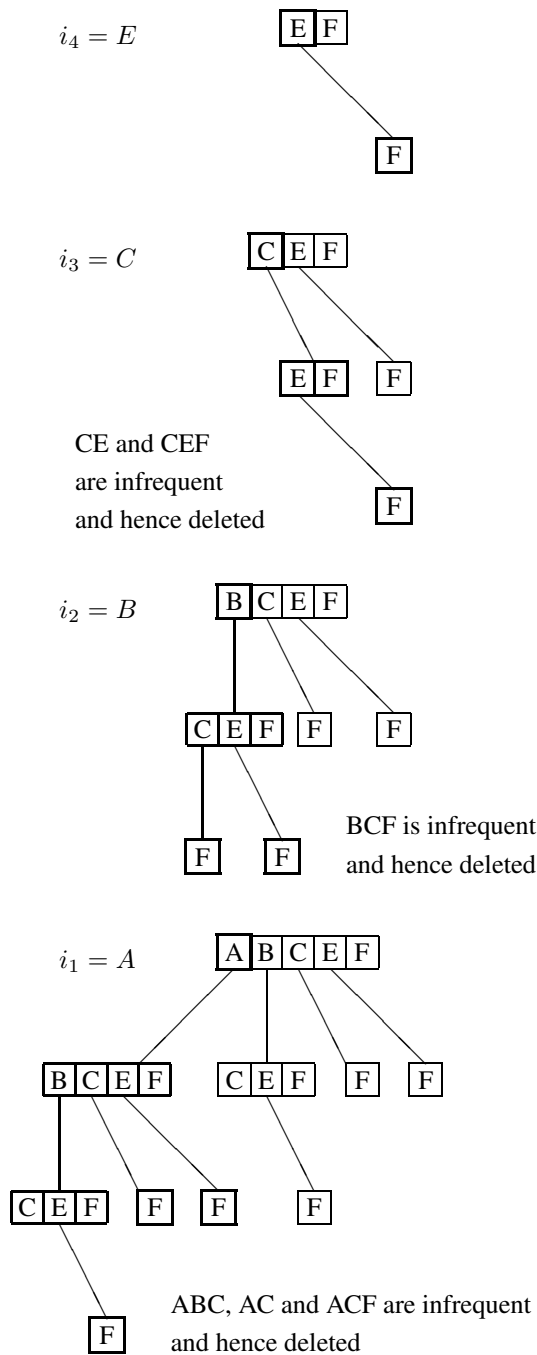 i₄ = E
E F
F
i₃ = C
C E F
E F F
CE and CEF
are infrequent
and hence deleted
F
i₂ = B
B C E F
C E F F F
BCF is infrequent
and hence deleted
F F
i₁ = A
A B C E F
B C E F C E F F F
C E F F F F
ABC, AC and ACF are infrequent
and hence deleted
F